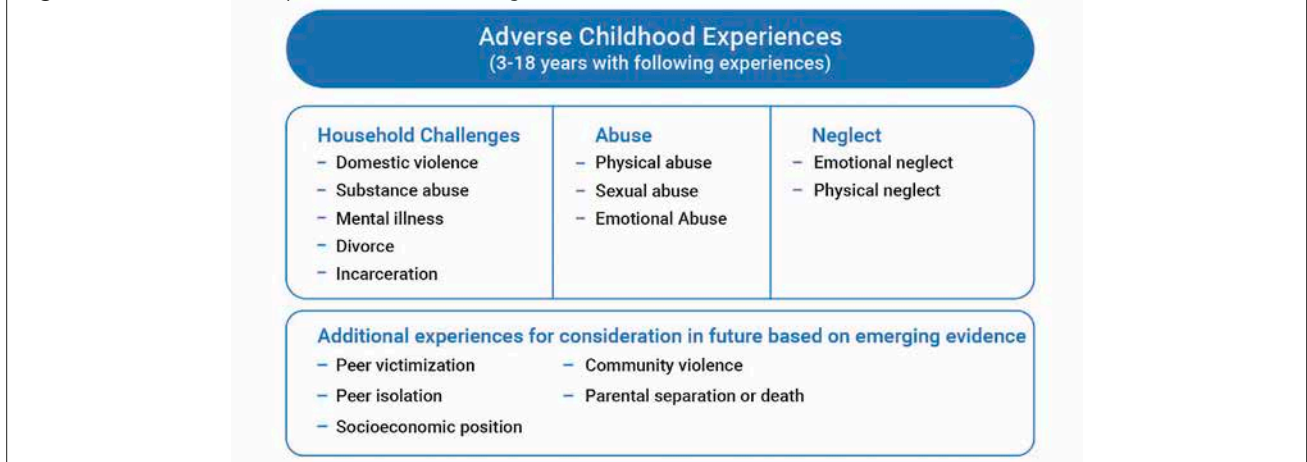 Adverse Childhood Experiences
(3-18 years with following experiences)
Household Challenges
– Domestic violence
– Substance abuse
– Mental illness
– Divorce
– Incarceration
Abuse
– Physical abuse
– Sexual abuse
– Emotional Abuse
Neglect
– Emotional neglect
– Physical neglect
Additional experiences for consideration in future based on emerging evidence
– Peer victimization
– Peer isolation
– Socioeconomic position
– Community violence
– Parental separation or death